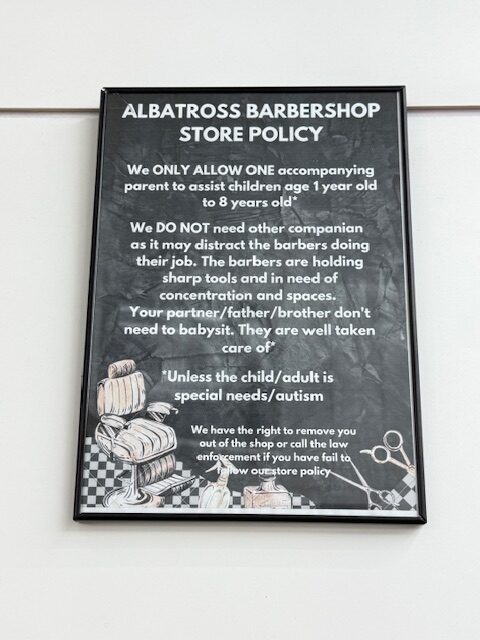 ALBATROSS BARBERSHOP
STORE POLICY
We ONLY ALLOW ONE accompanying
parent to assist children age 1 year old
to 8 years old*
We DO NOT need other companian
as it may distract the barbers doing
their job. The barbers are holding
sharp tools and in need of
concentration and spaces.
Your partner/father/brother don't
need to babysit. They are well taken
care of*
*Unless the child/adult is
special needs/autism
We have the right to remove you
out of the shop or call the law
enforcement if you have fail to
follow our store policy